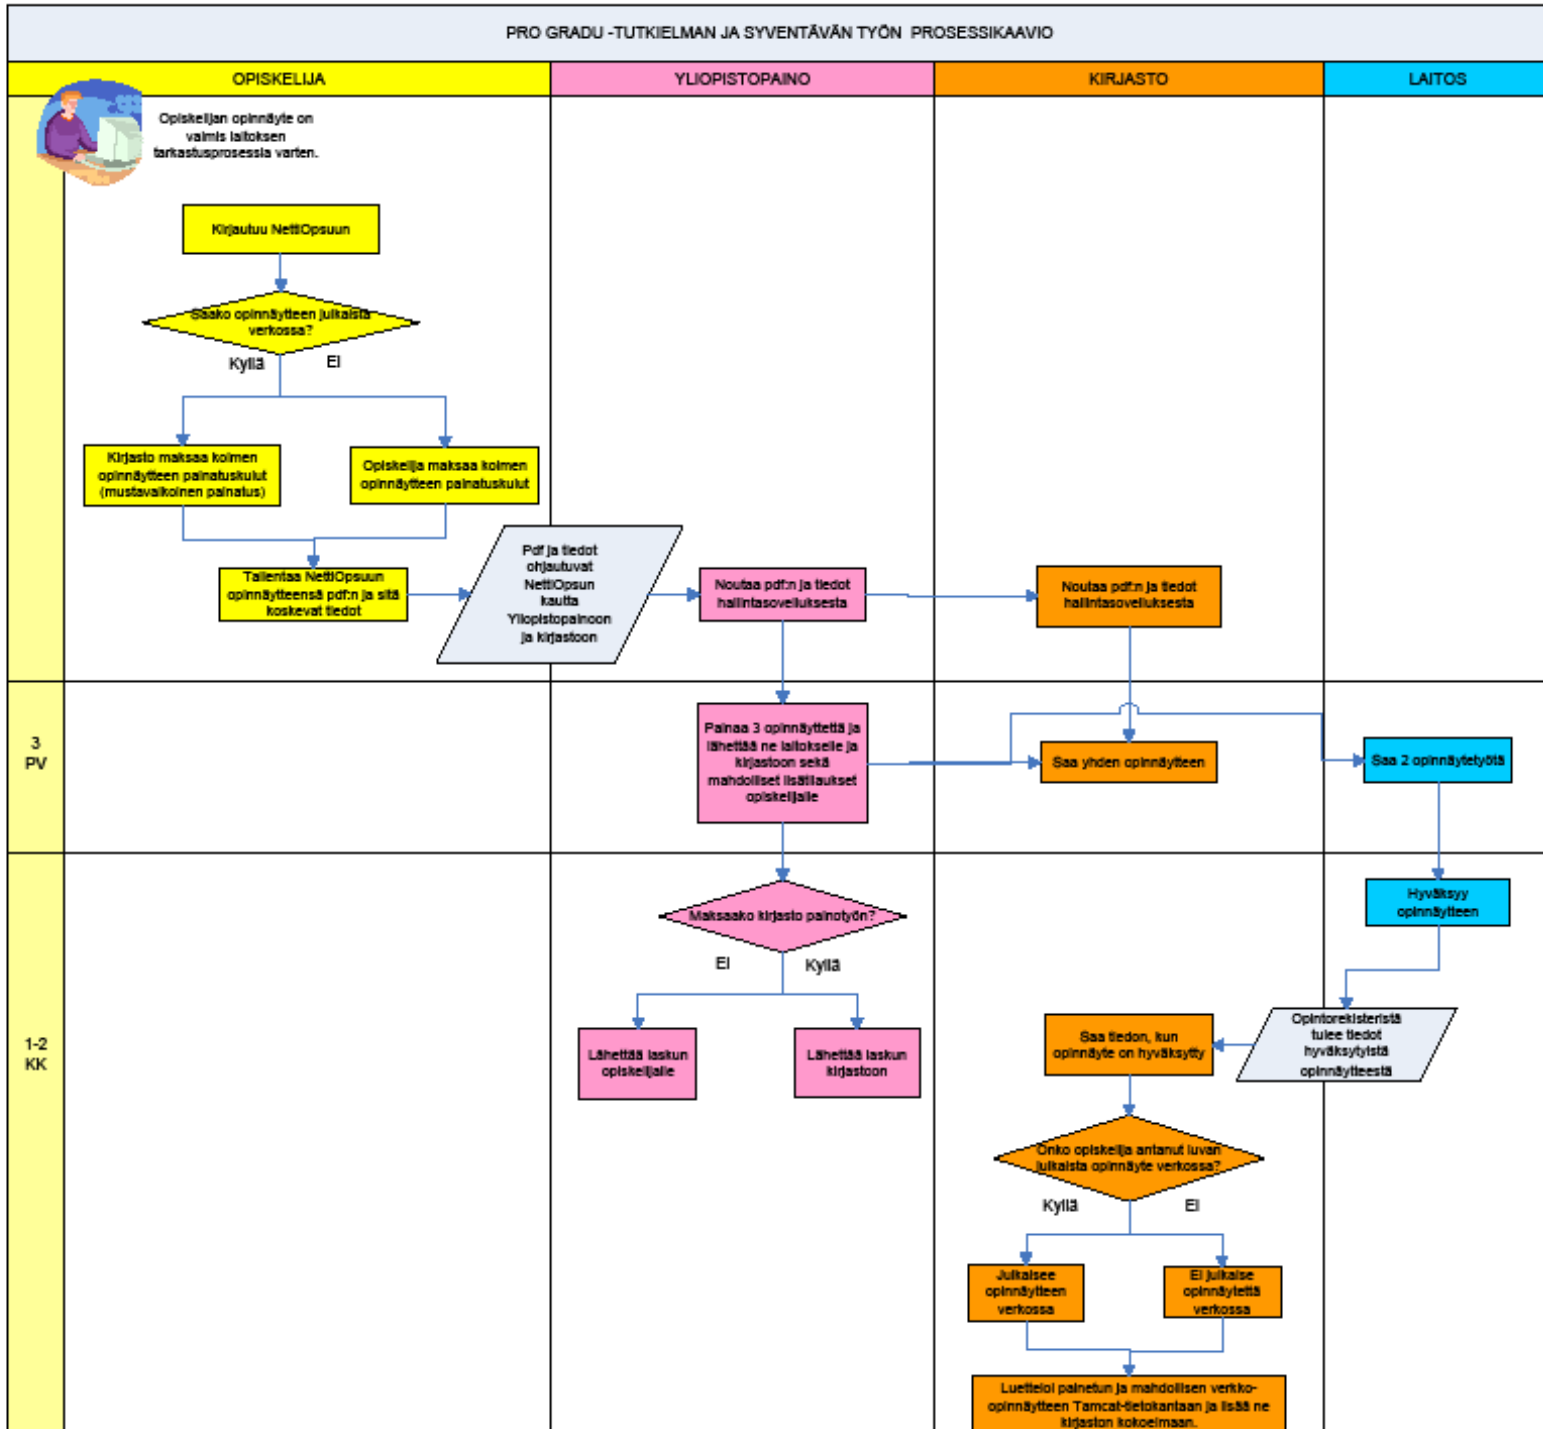 PRO GRADU -TUTKIELMAN JA SYVENTÄVÄN TYÖN PROSESSIKAAVIO
OPISKELIJA
YLIOPISTOPAINO
KIRJASTO
LAITOS
Opiskelijan opinnäyte on
valmis laitoksen
tarkastusprosessia varten.
Kirjautuu NettiOpsuun
Saako opinnäytteen julkaista
verkossa?
Kyllä
Ei
Kirjasto maksaa kolmen
opinnäytteen painatuskulut
(mustavalkoinen painatus)
Opiskelija maksaa kolmen
opinnäytteen painatuskulut
Tallentaa NettiOpsuun
opinnäytteensä pdf:n ja sitä
koskevat tiedot
Pdf ja tiedot
ohjautuvat
NettiOpsun
kautta
Yliopistopainoon
ja kirjastoon
Noutaa pdf:n ja tiedot
hallintasovelluksesta
Noutaa pdf:n ja tiedot
hallintasovelluksesta
3
PV
Painaa 3 opinnäytettä ja
lähettää ne laitokselle ja
kirjastoon sekä
mahdolliset lisätilaukset
opiskelijalle
Saa yhden opinnäytteen
Saa 2 opinnäytetyötä
1-2
KK
Maksaako kirjasto painotyön?
Ei
Kyllä
Lähettää laskun
opiskelijalle
Lähettää laskun
kirjastoon
Hyväksyy
opinnäytteen
Opintorekisteristä
tulee tiedot
hyväksytyistä
opinnäytteestä
Saa tiedon, kun
opinnäyte on hyväksytty
Onko opiskelija antanut luvan
julkaista opinnäyte verkossa?
Kyllä
Ei
Julkaisee
opinnäytteen
verkossa
Ei julkaise
opinnäytettä
verkossa
Luetteloi painetun ja mahdollisen verkko-
opinnäytteen Tamcat-tietokantaan ja lisää ne
kirjaston kokoelmaan.